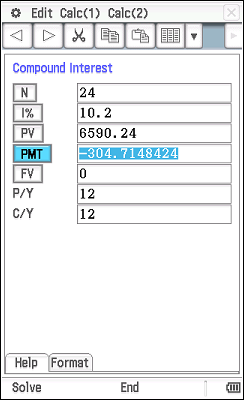 Edit Calc(1) Calc(2)
Compound Interest
N 24
I% 10.2
PV 6590.24
PMT -304.7148424
FV 0
P/Y 12
C/Y 12
Help Format
Solve End